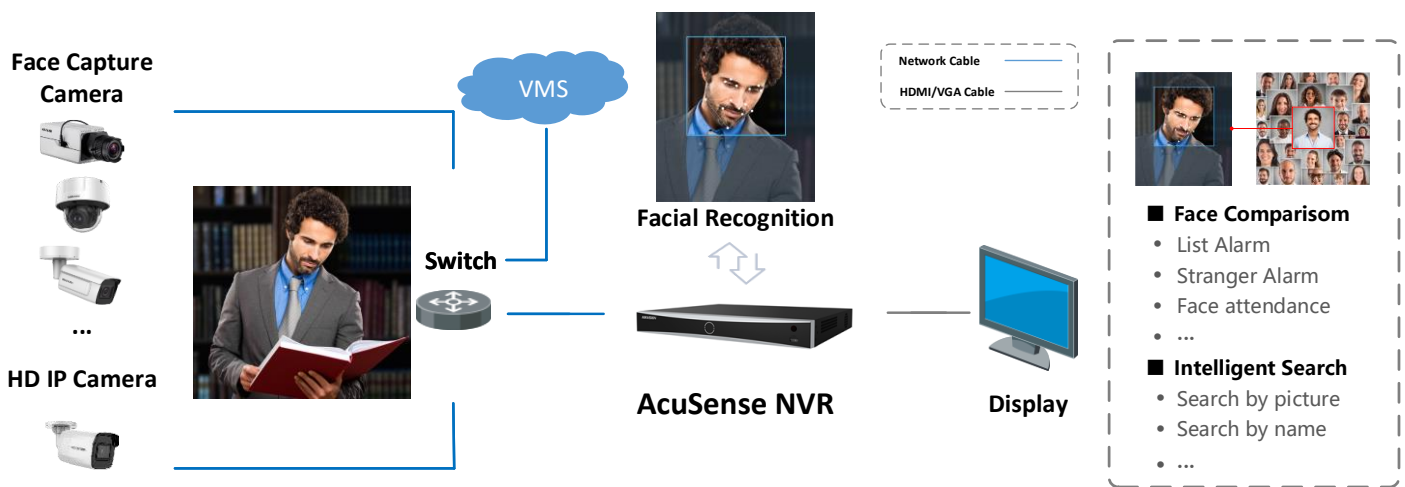 Face Capture
Camera
...
HD IP Camera
VMS
Switch
Facial Recognition
AcuSense NVR
Display
Network Cable
HDMI/VGA Cable
■ Face Comparisom
• List Alarm
• Stranger Alarm
• Face attendance
• ...
■ Intelligent Search
• Search by picture
• Search by name
• ...